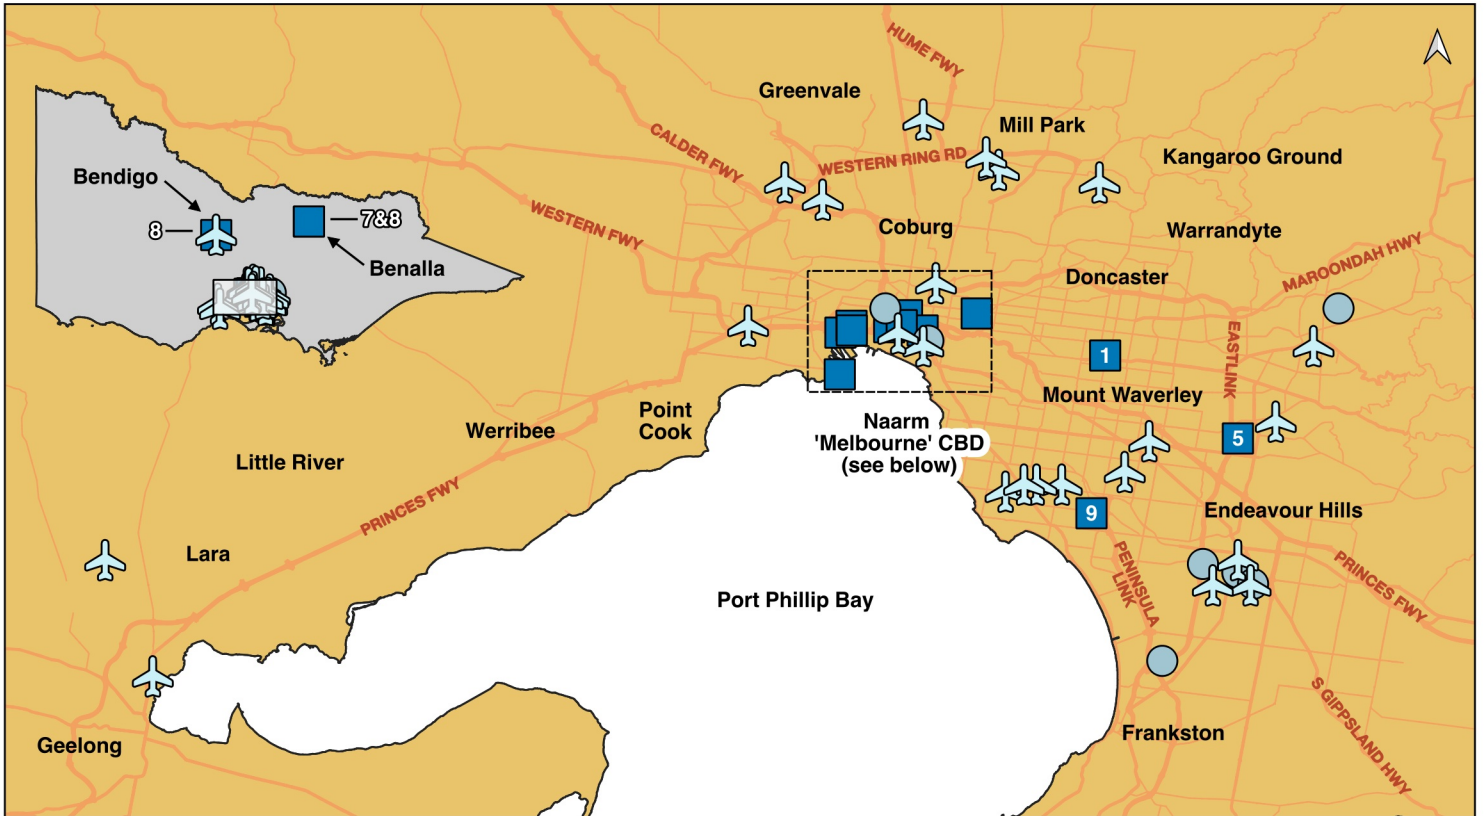 HUME FWY
Greenvale
Mill Park
CALDER FWY
WESTERN RING RD
Kangaroo Ground
Bendigo
WESTERN FWY
8
7&8
Coburg
Warrandyte
MAROONDAH HWY
Benalla
Doncaster
EASTLINK
1
Mount Waverley
Point
Cook
Werribee
Naarm
'Melbourne' CBD
(see below)
5
Little River
PRINCES FWY
9
Endeavour Hills
Lara
PENINSULA
LINK
PRINCES FWY
Port Phillip Bay
S GIPPSLAND HWY
Frankston
Geelong